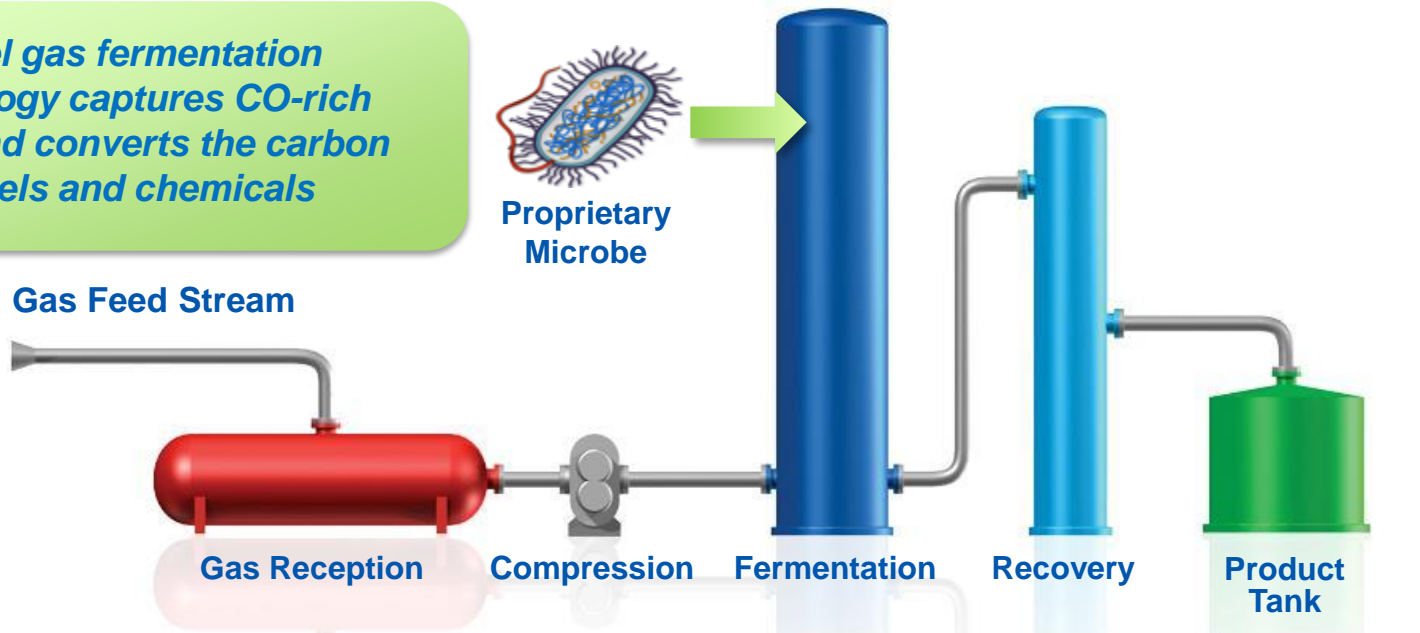 el gas fermentation
ogy captures CO-rich
d converts the carbon
els and chemicals
Proprietary
Microbe
Gas Feed Stream
Gas Reception
Compression
Fermentation
Recovery
Product
Tank